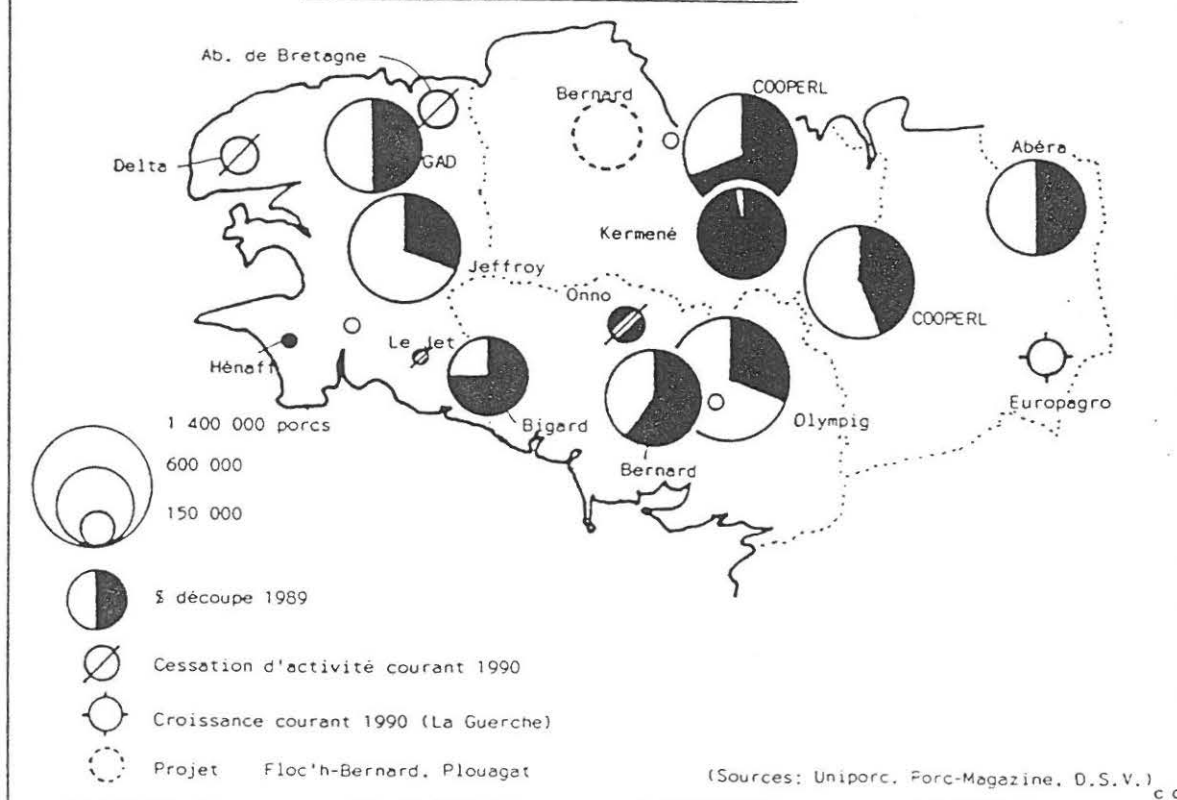 Ab. de Bretagne
Bernard
COOPERL
Delta
GAD
Abéra
Kermené
Jeffroy
Onno
COOPERL
Le Jet
Hénaff
Bigard
Olympig
Europagro
Bernard
1 400 000 porcs
600 000
150 000
% découpe 1989
Cessation d'activité courant 1990
Croissance courant 1990 (La Guerche)
Projet Floc'h-Bernard. Plouagat
(Sources: Uniporc. Porc-Magazine. D.S.V.)